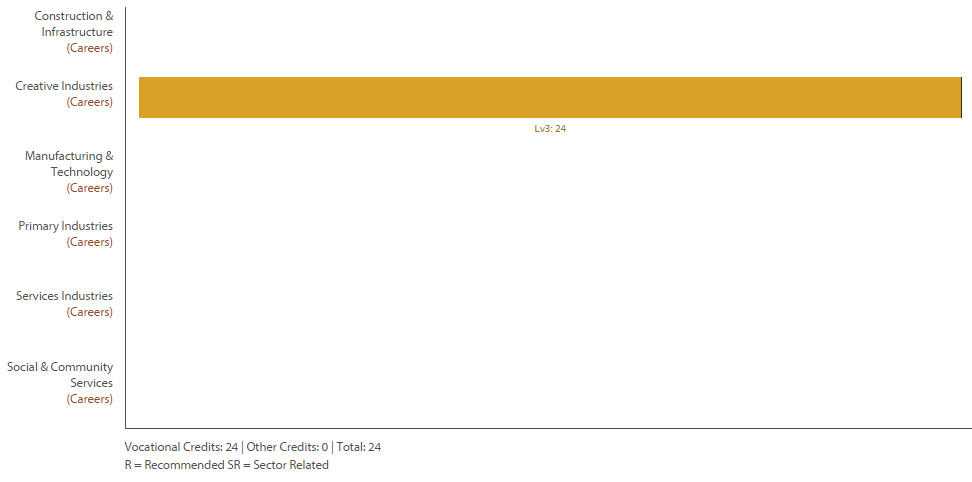 Construction &
Infrastructure
(Careers)
Creative Industries
(Careers)
Lv3: 24
Manufacturing &
Technology
(Careers)
Primary Industries
(Careers)
Services Industries
(Careers)
Social & Community
Services
(Careers)
Vocational Credits: 24 | Other Credits: 0 | Total: 24
R = Recommended SR = Sector Related